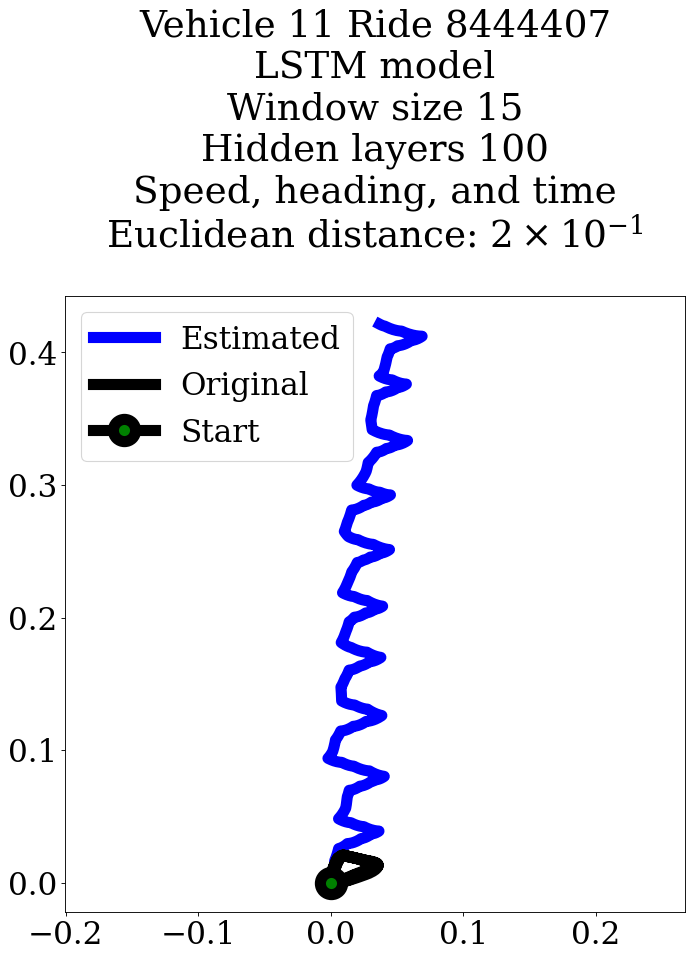 Vehicle 11 Ride 8444407
LSTM model
Window size 15
Hidden layers 100
Speed, heading, and time
Euclidean distance: 2 × 10⁻¹
Estimated
Original
Start
0.4
0.3
0.2
0.1
0.0
−0.2 −0.1 0.0 0.1 0.2